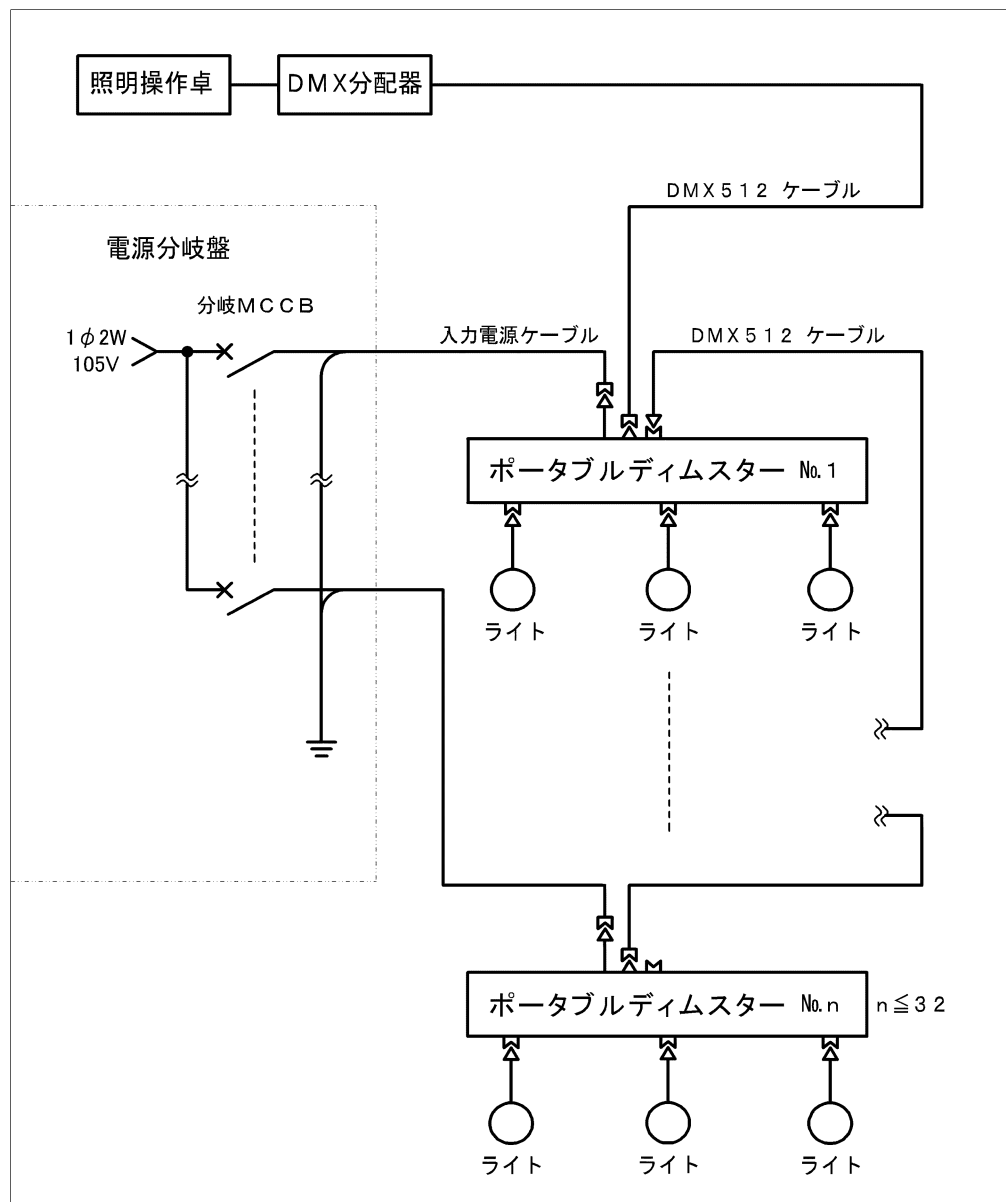 照明操作卓
DMX分配器
DMX512 ケーブル
電源分岐盤
分岐MCCB
1φ2W
105V
入力電源ケーブル
DMX512 ケーブル
ポータブルディムスター №1
ライト
ライト
ライト
ポータブルディムスター №n
n≦32
ライト
ライト
ライト